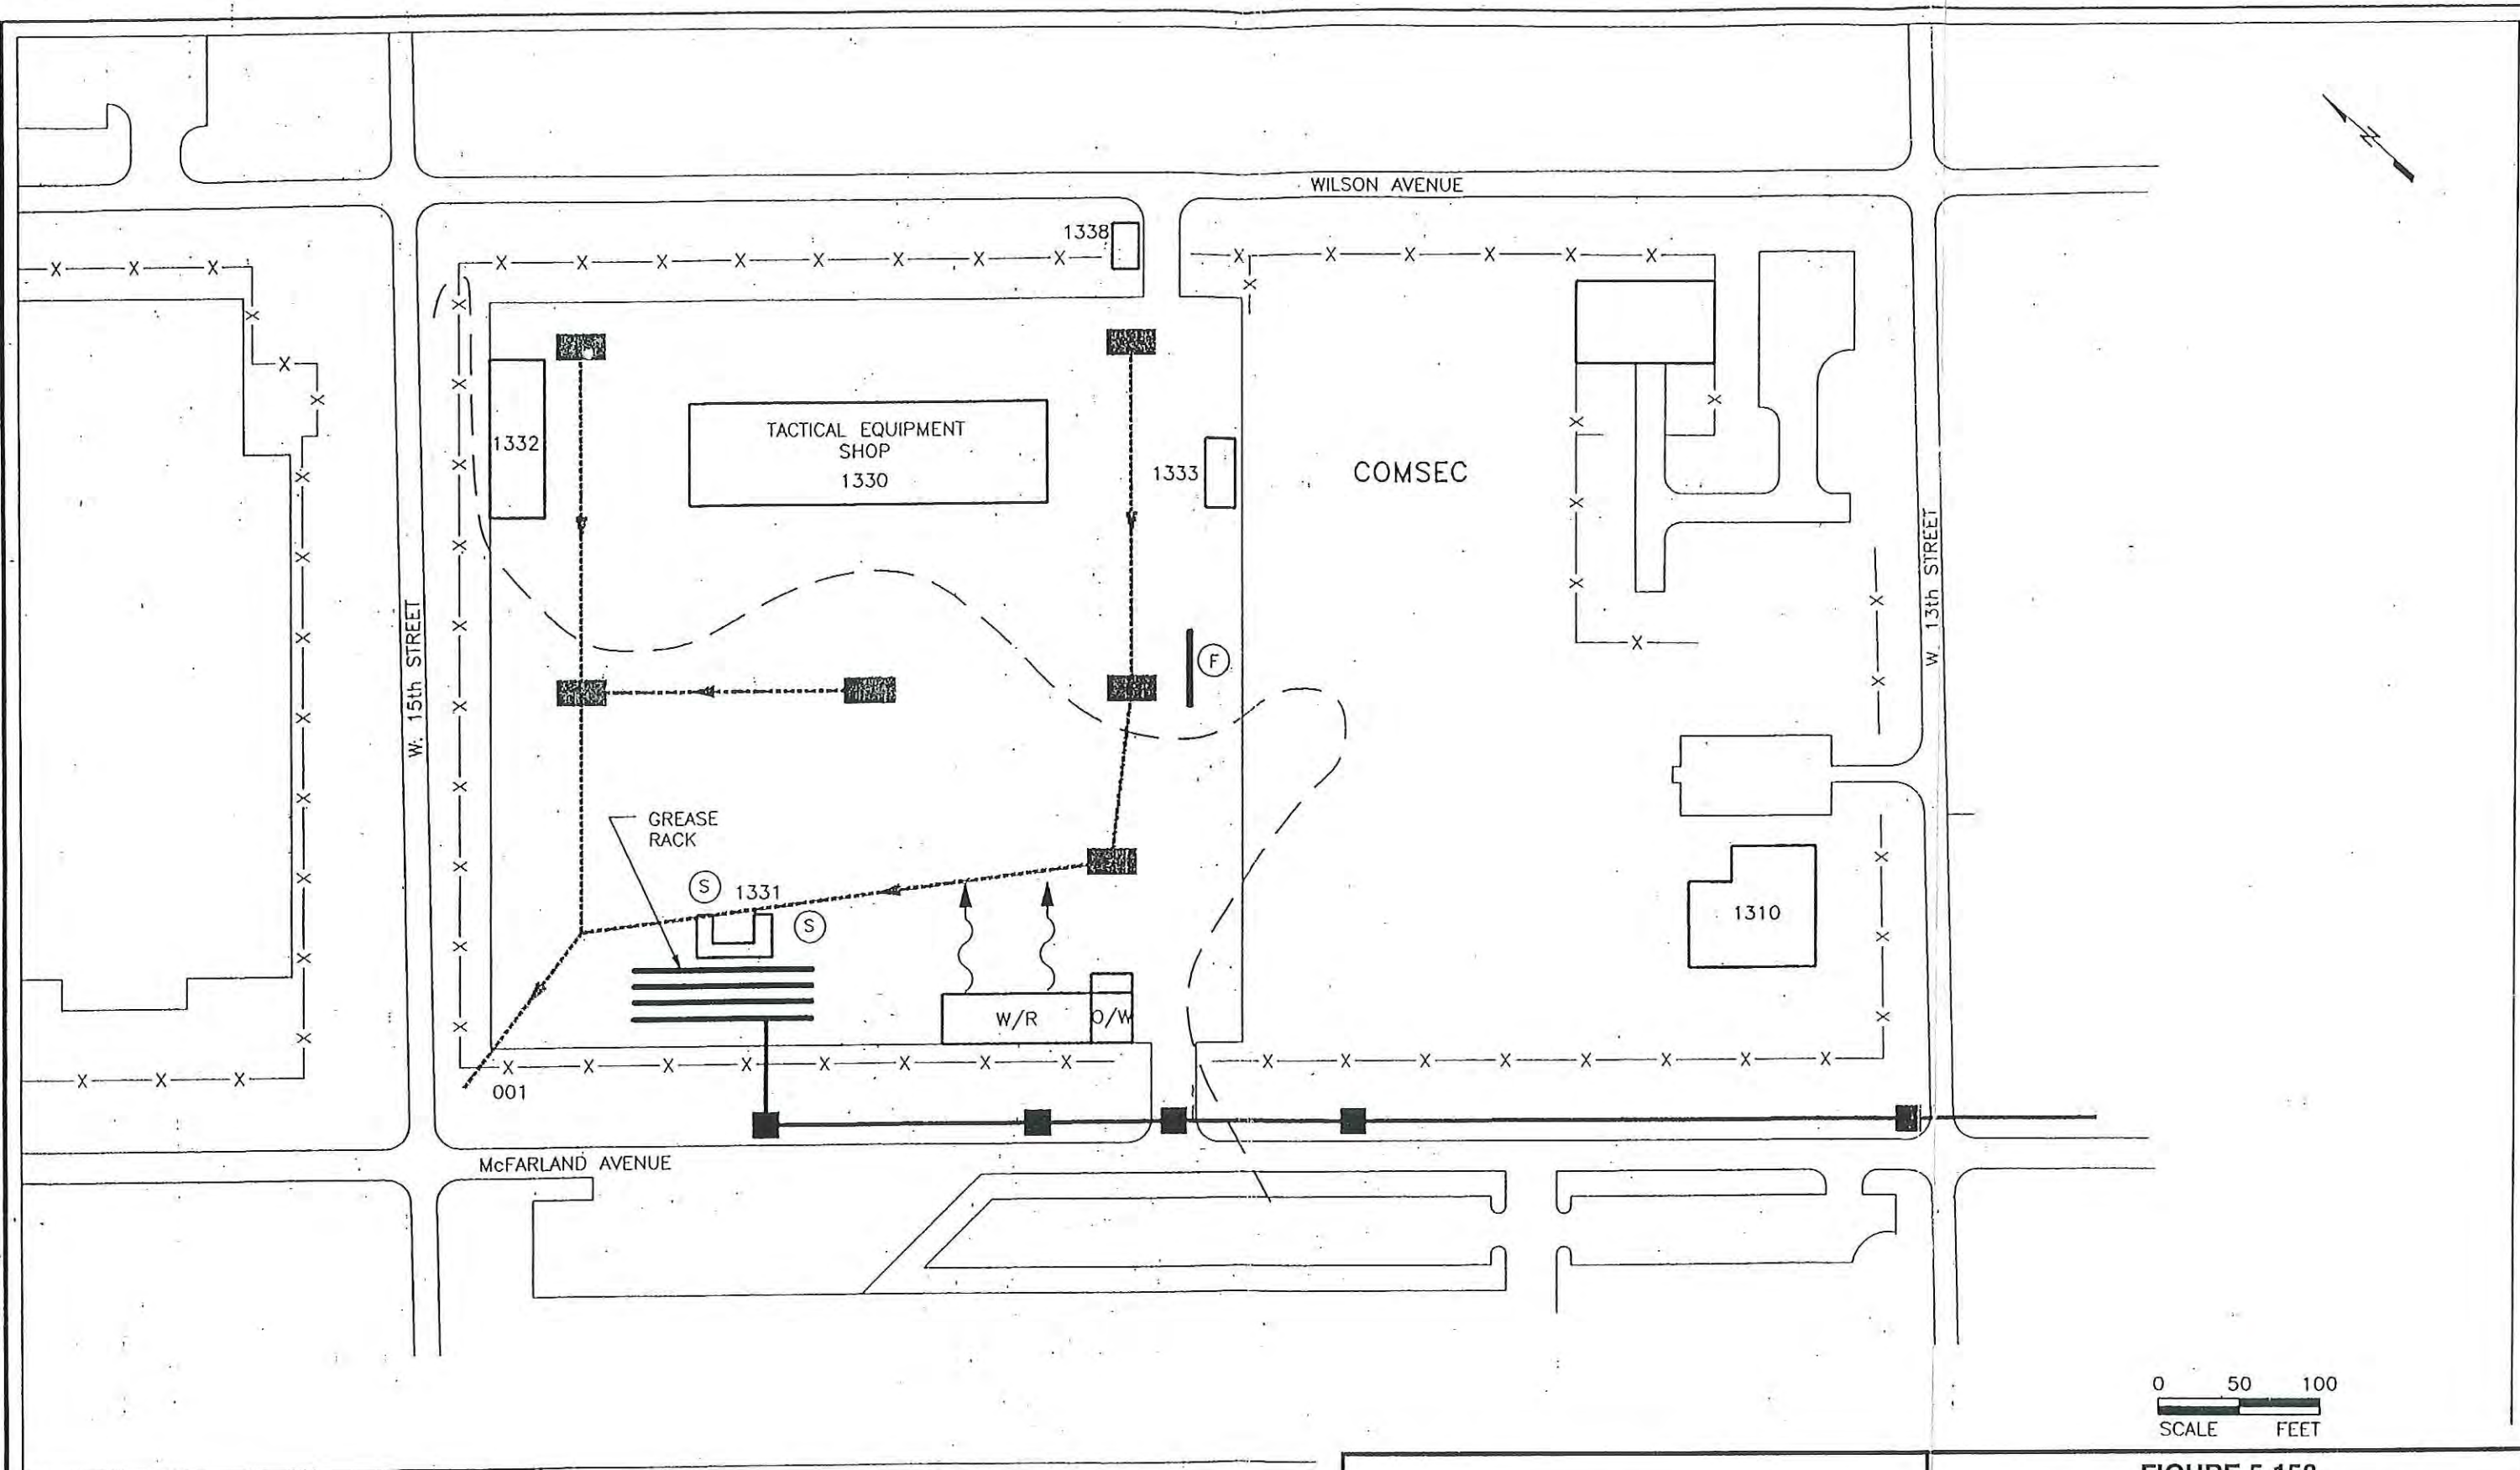 WILSON AVENUE
N
1338
1332
TACTICAL EQUIPMENT
SHOP
1330
1333
COMSEC
W. 15th STREET
W. 13th STREET
F
GREASE
RACK
S
1331
S
1310
W/R
O/W
001
McFARLAND AVENUE
0 50 100
SCALE FEET